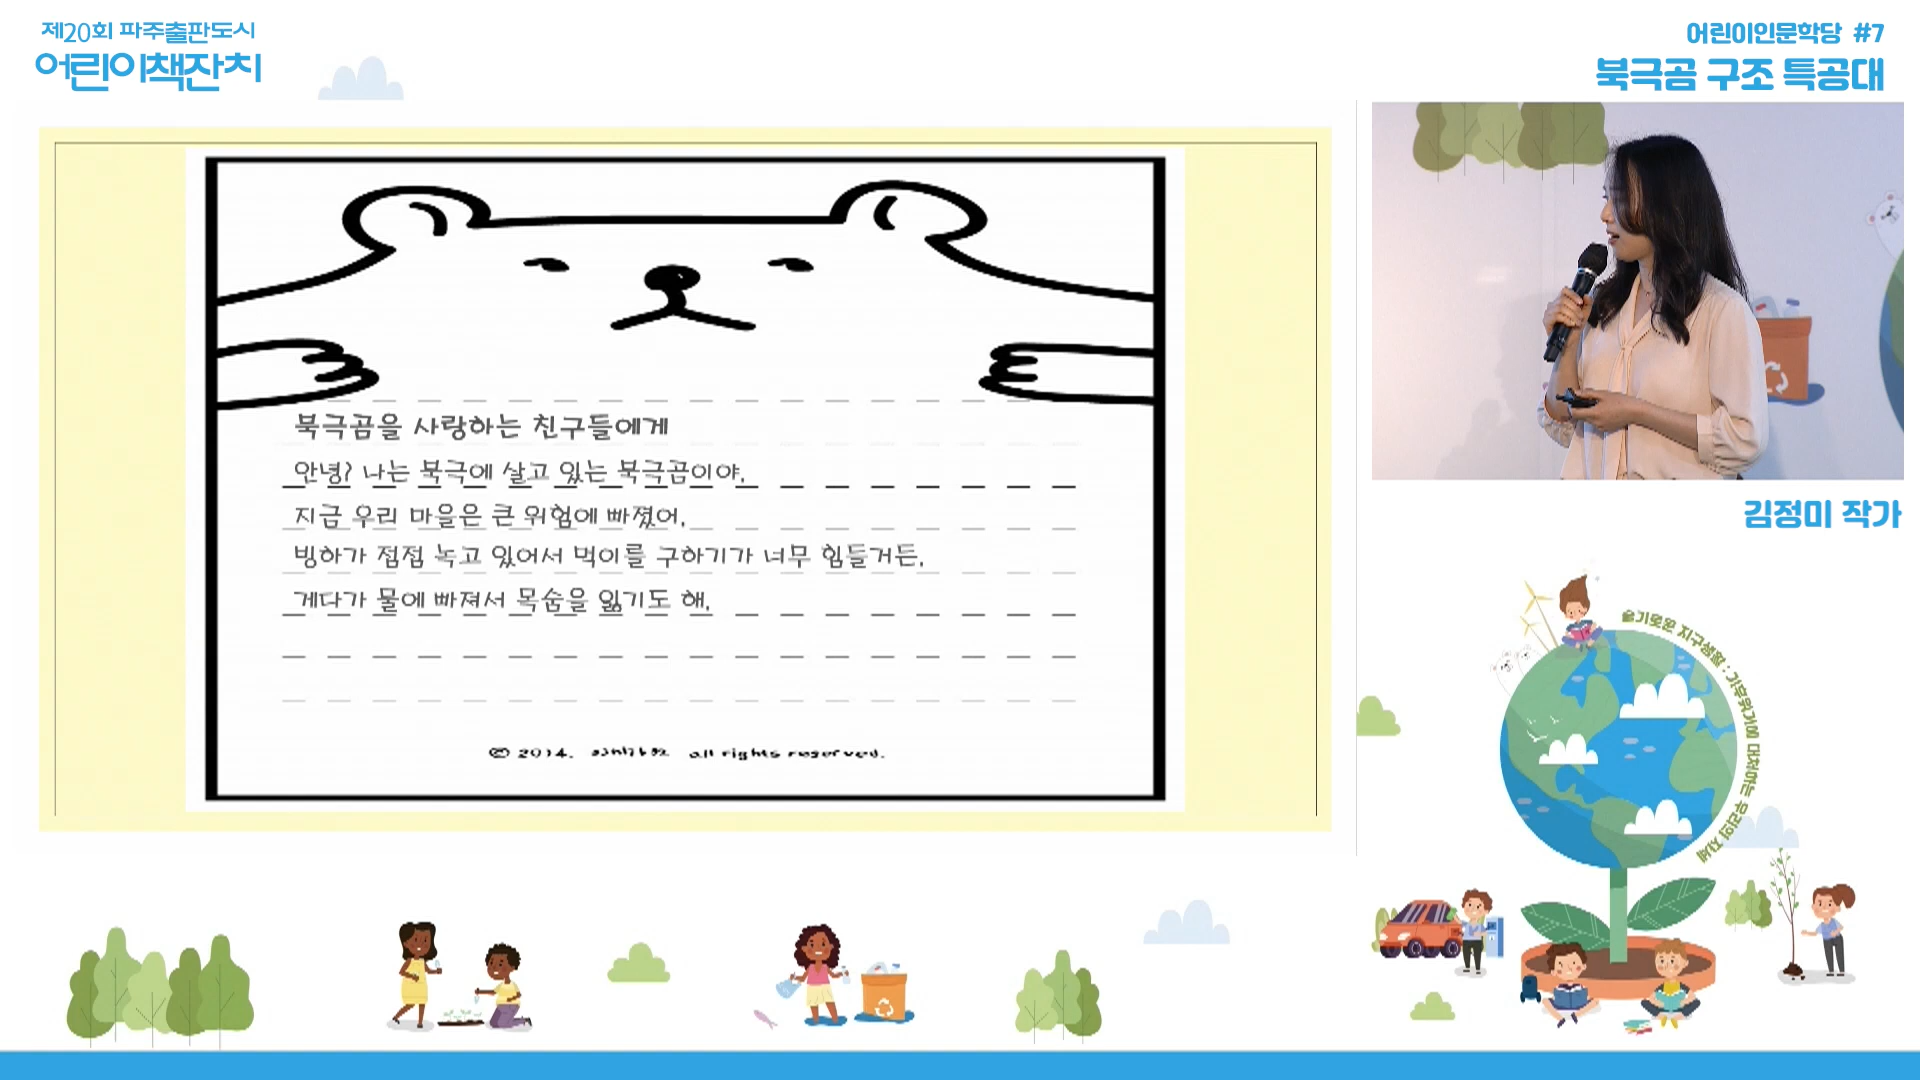 제20회 파주출판도시
어린이책잔치
어린이인문학당 #7
북극곰 구조 특공대
북극곰을 사랑하는 친구들에게
안녕? 나는 북극에 살고 있는 북극곰이야.
지금 우리 마을은 큰 위험에 빠졌어.
빙하가 점점 녹고 있어서 먹이를 구하기가 너무 힘들거든.
게다가 물에 빠져서 목숨을 잃기도 해.
© 2014. all rights reserved.
김정미 작가
슬기로운 지구생활 : 기후위기에 대처하는 우리의 자세